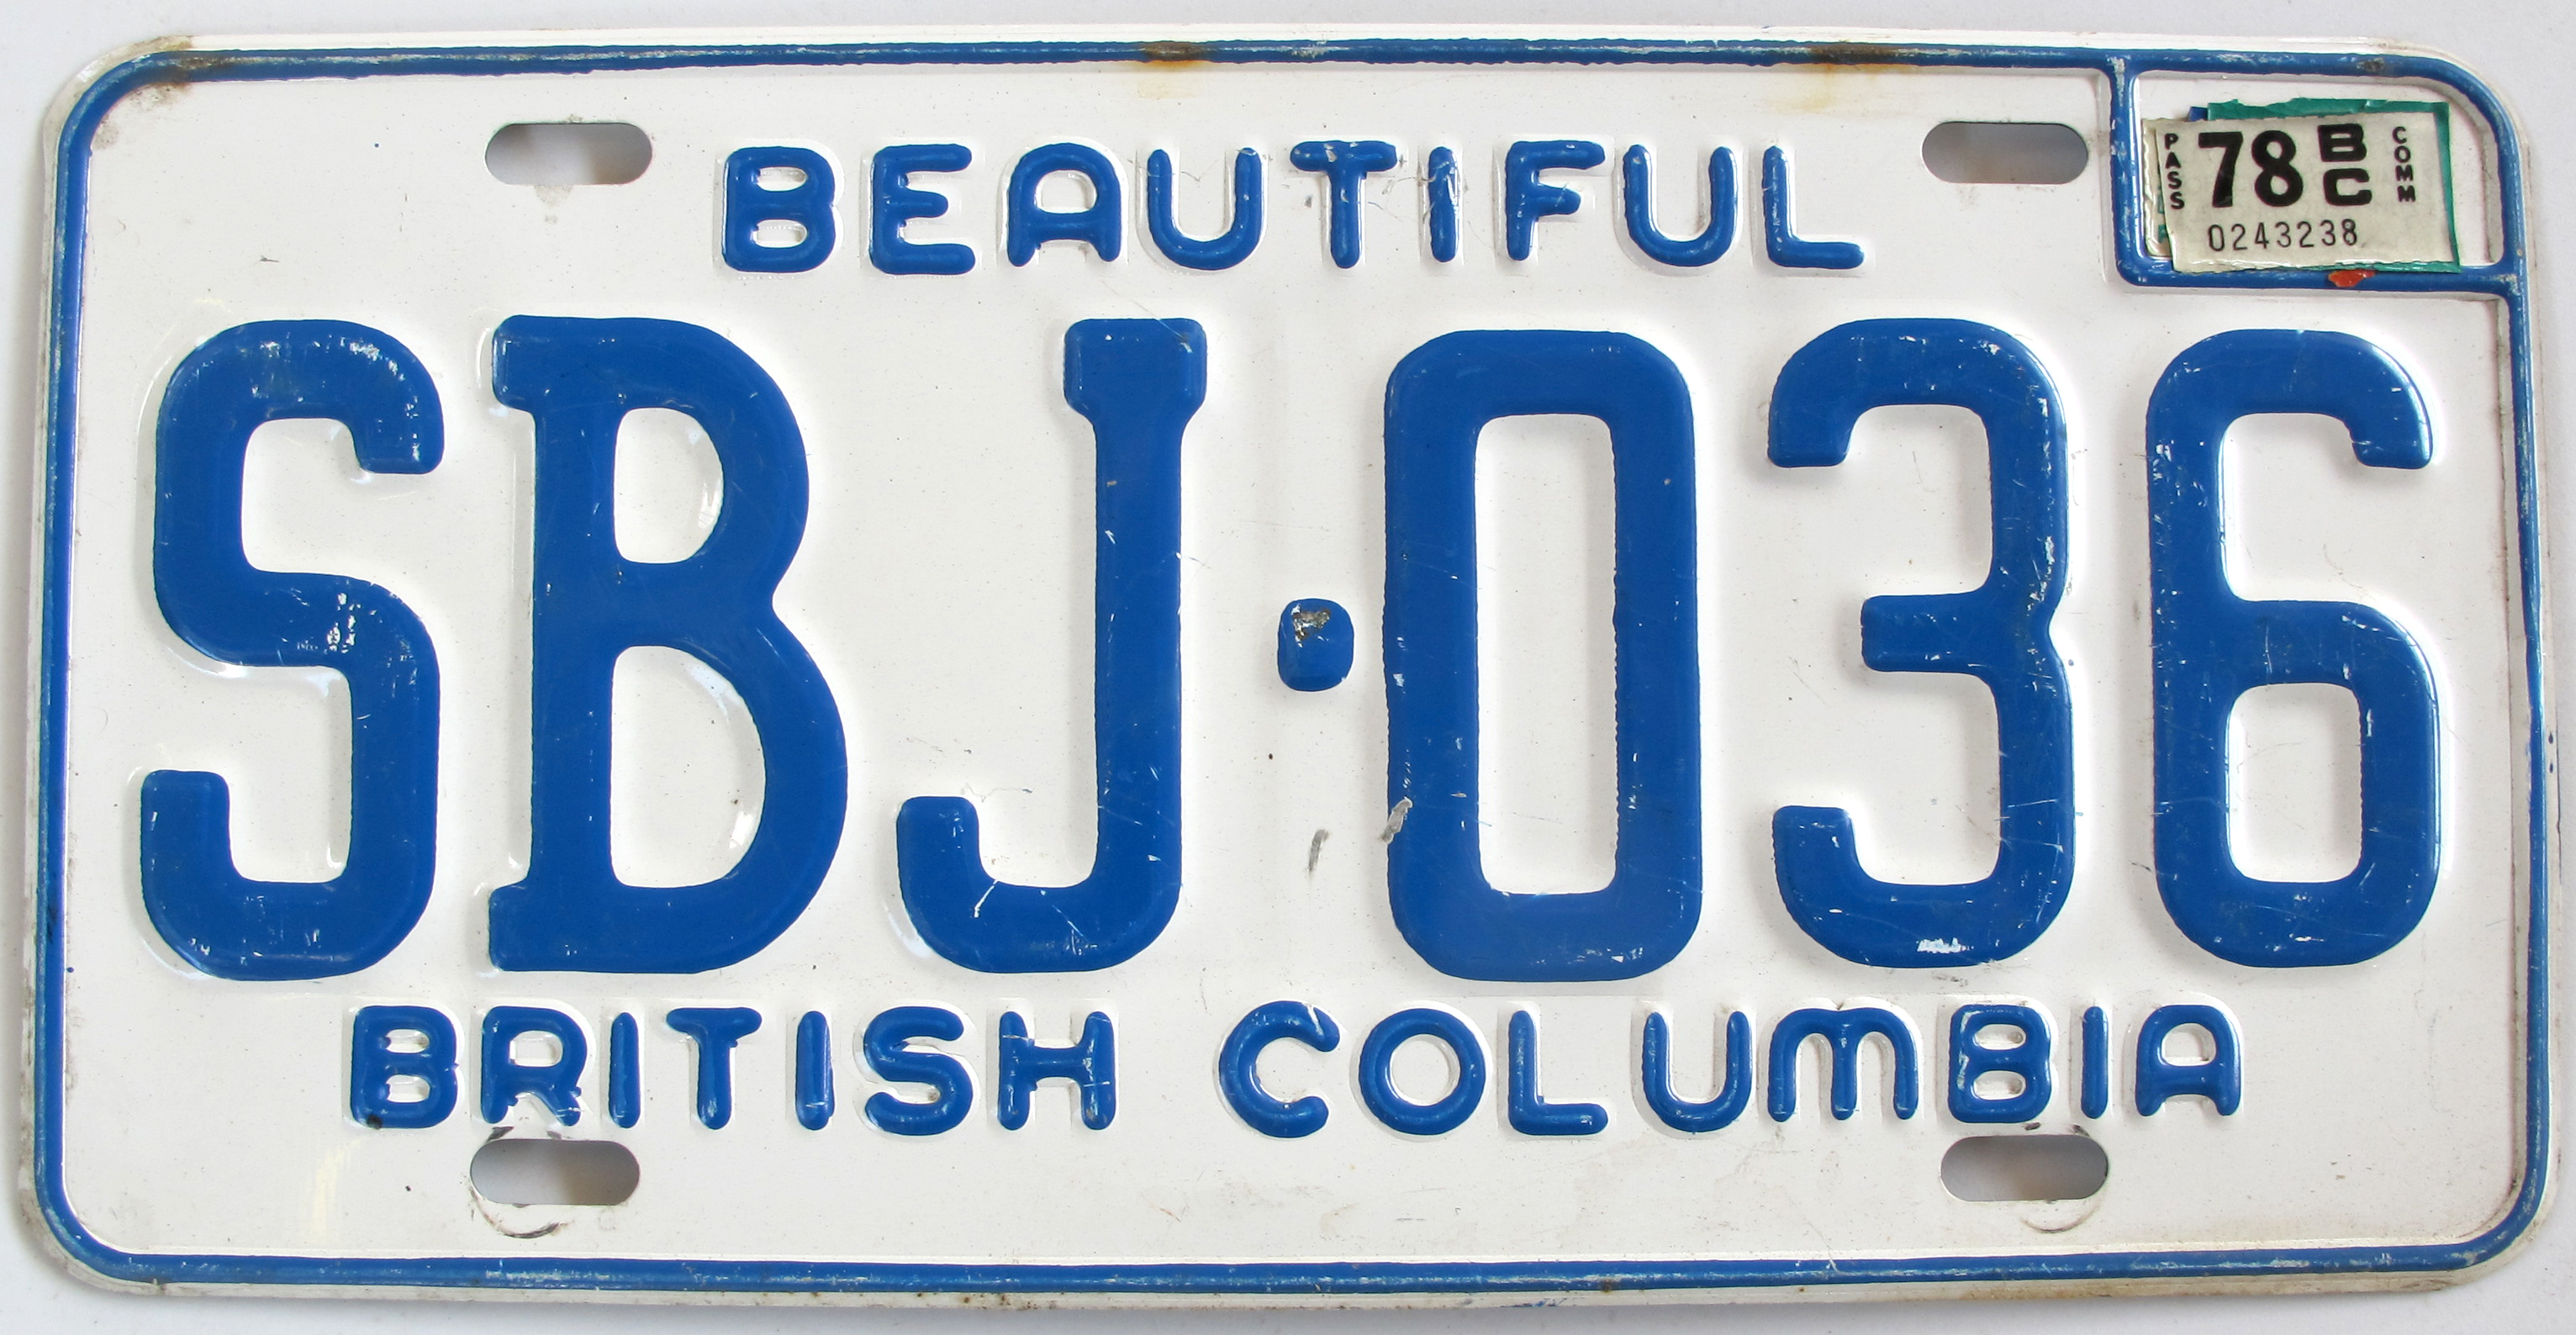 BEAUTIFUL
PASS 78 BC COMM
0243238
SBJ·036
BRITISH COLUMBIA